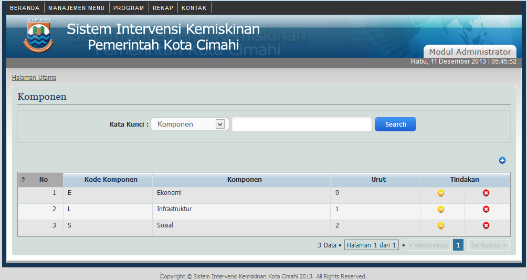 BERANDA MANAJEMEN MENU PROGRAM REKAP KONTAK
Sistem Intervensi Kemiskinan
Pemerintah Kota Cimahi
Modul Administrator
Rabu, 11 Desember 2013 | 05:45:52
Halaman Utama
Komponen
Kata Kunci : Komponen Search
No Kode Komponen Komponen Urut Tindakan
1 E Ekonomi 9
2 L Infrastruktur 1
3 S Sosial 2
3 Data • Halaman 1 dari 1 • « sebelumnya 1 berikutnya »
Copyright © Sistem Intervensi Kemiskinan Kota Cimahi 2013. All Rights Reserved.